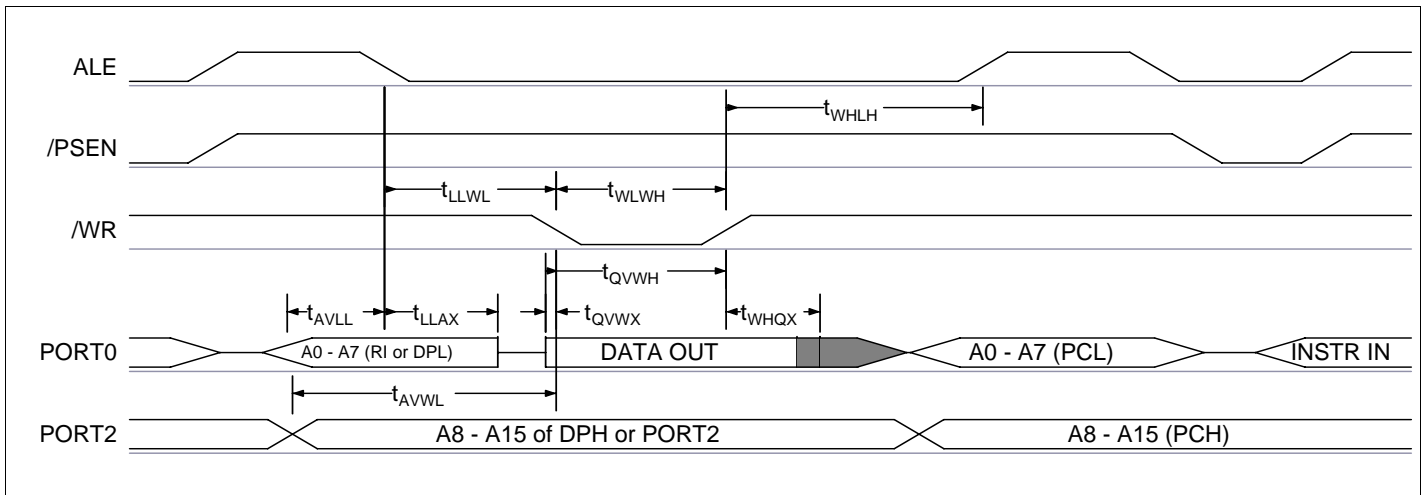 ALE
tWHLH
/PSEN
tLLWL
tWLWH
/WR
tQVWH
tAVLL
tLLAX
tQVWX
tWHQX
PORT0
A0 - A7 (RI or DPL)
DATA OUT
A0 - A7 (PCL)
INSTR IN
tAVWL
PORT2
A8 - A15 of DPH or PORT2
A8 - A15 (PCH)